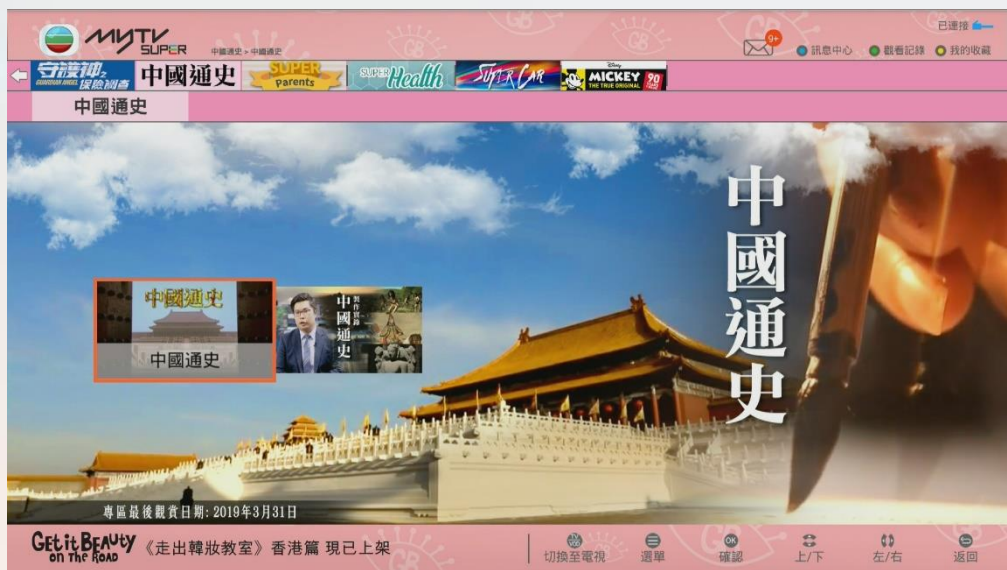 myTV
SUPER
中國通史 > 中國通史
9+
已連接
訊息中心
觀看記錄
我的收藏
守護神之
保險調查
GUARDIAN ANGEL
中國通史
SUPER
Parents
SUPER Health
SUPER CAR
Disney
MICKEY
THE TRUE ORIGINAL
90
中國通史
中國通史
中國通史
中國通史
製作實錄
中國通史
專區最後觀賞日期: 2019年3月31日
GEt it BEAUTY
on THE ROAD
《走出韓妝教室》香港篇 現已上架
切換至電視
選單
OK
確認
上/下
左/右
返回